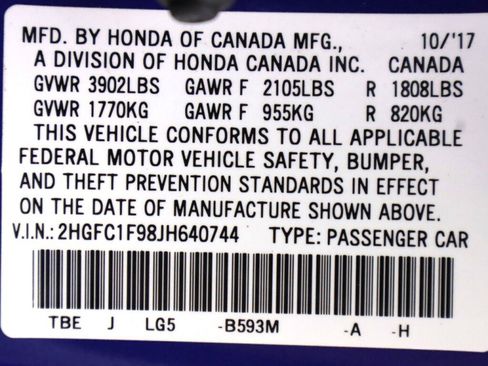 MFD. BY HONDA OF CANADA MFG., 10/'17
A DIVISION OF HONDA CANADA INC. CANADA
GVWR 3902LBS GAWR F 2105LBS R 1808LBS
GVWR 1770KG GAWR F 955KG R 820KG
THIS VEHICLE CONFORMS TO ALL APPLICABLE
FEDERAL MOTOR VEHICLE SAFETY, BUMPER,
AND THEFT PREVENTION STANDARDS IN EFFECT
ON THE DATE OF MANUFACTURE SHOWN ABOVE.
V.I.N.: 2HGFC1F98JH640744 TYPE: PASSENGER CAR
TBE J LG5 -B593M -A -H